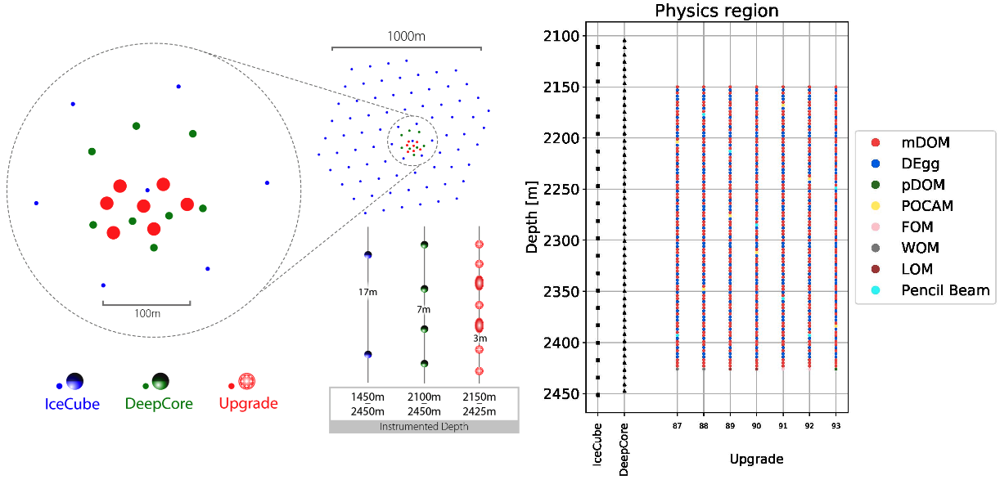 1000m
100m
IceCube
DeepCore
Upgrade
17m
7m
3m
1450m
–
2450m
2100m
–
2450m
2150m
–
2425m
Instrumented Depth
Physics region
Depth [m]
2100
2150
2200
2250
2300
2350
2400
2450
IceCube
DeepCore
87 88 89 90 91 92 93
Upgrade
mDOM
DEgg
pDOM
POCAM
FOM
WOM
LOM
Pencil Beam